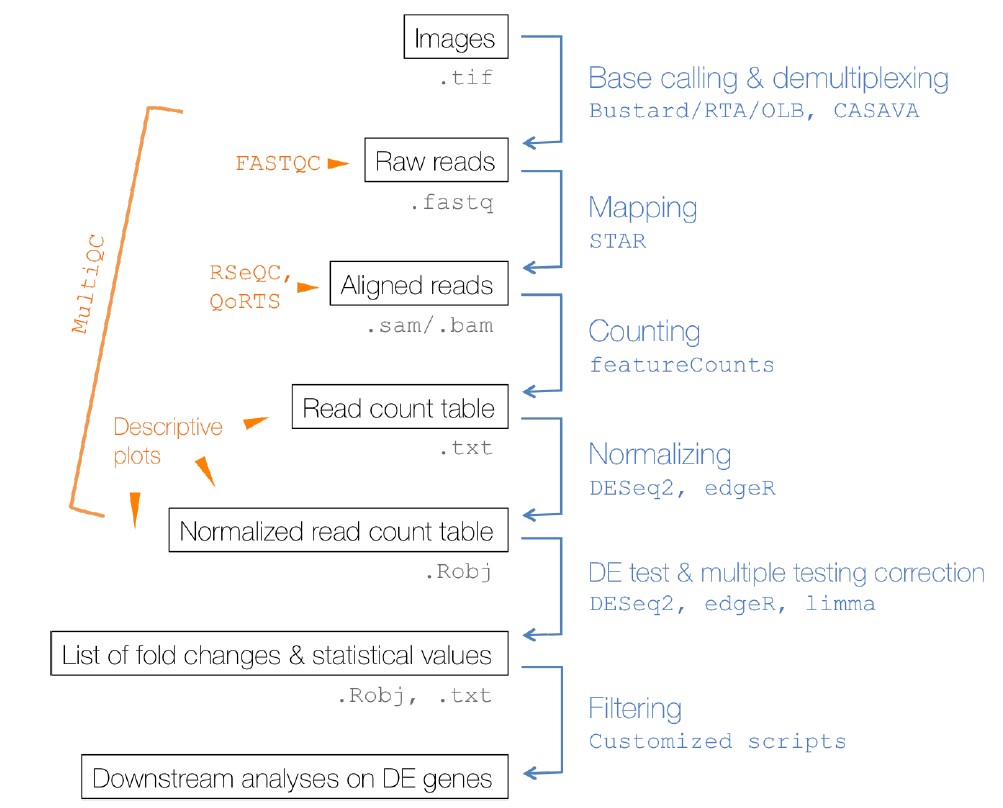 Images
.tif
Base calling & demultiplexing
Bustard/RTA/OLB, CASAVA
FASTQC
Raw reads
.fastq
Mapping
STAR
MultiQC
RSeQC,
QoRTS
Aligned reads
.sam/.bam
Counting
featureCounts
Descriptive
plots
Read count table
.txt
Normalizing
DESeq2, edgeR
Normalized read count table
.Robj
DE test & multiple testing correction
DESeq2, edgeR, limma
List of fold changes & statistical values
.Robj, .txt
Filtering
Customized scripts
Downstream analyses on DE genes